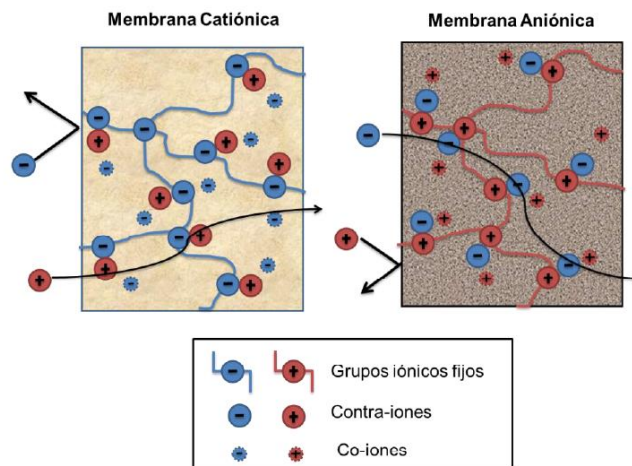 Membrana Catiónica
Membrana Aniónica
Grupos iónicos fijos
Contra-iones
Co-iones